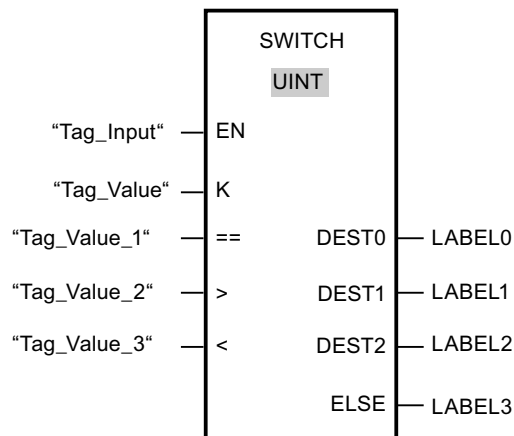 SWITCH
UINT
“Tag_Input“ EN
“Tag_Value“ K
“Tag_Value_1“ == DEST0 LABEL0
“Tag_Value_2“ > DEST1 LABEL1
“Tag_Value_3“ < DEST2 LABEL2
ELSE LABEL3